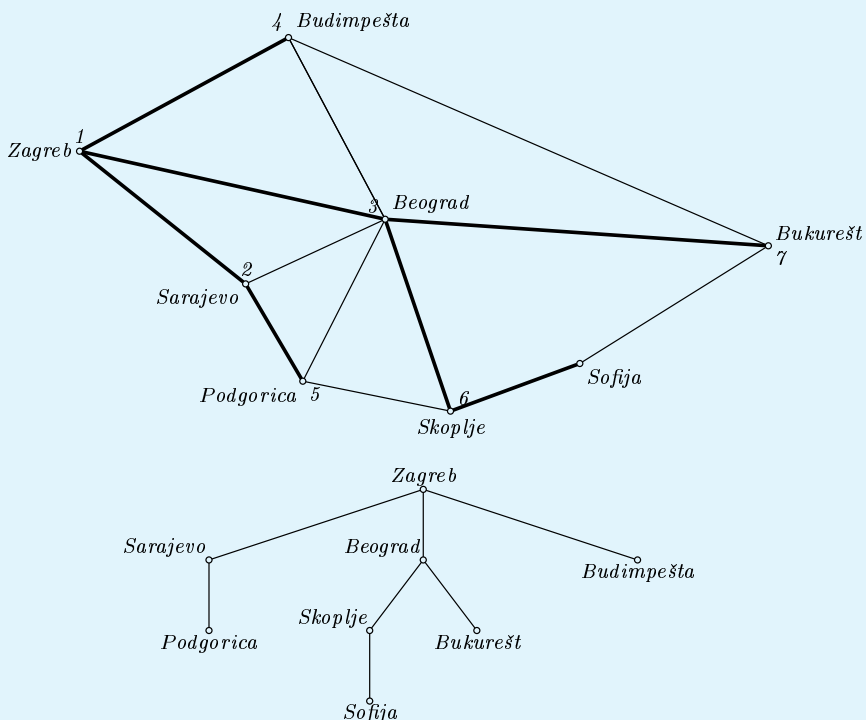 4 Budimpešta
1
Zagreb
3 Beograd
Bukurešt
7
2
Sarajevo
Sofija
Podgorica 5
6
Skoplje
Zagreb
Sarajevo
Beograd
Budimpešta
Skoplje
Podgorica
Bukurešt
Sofija